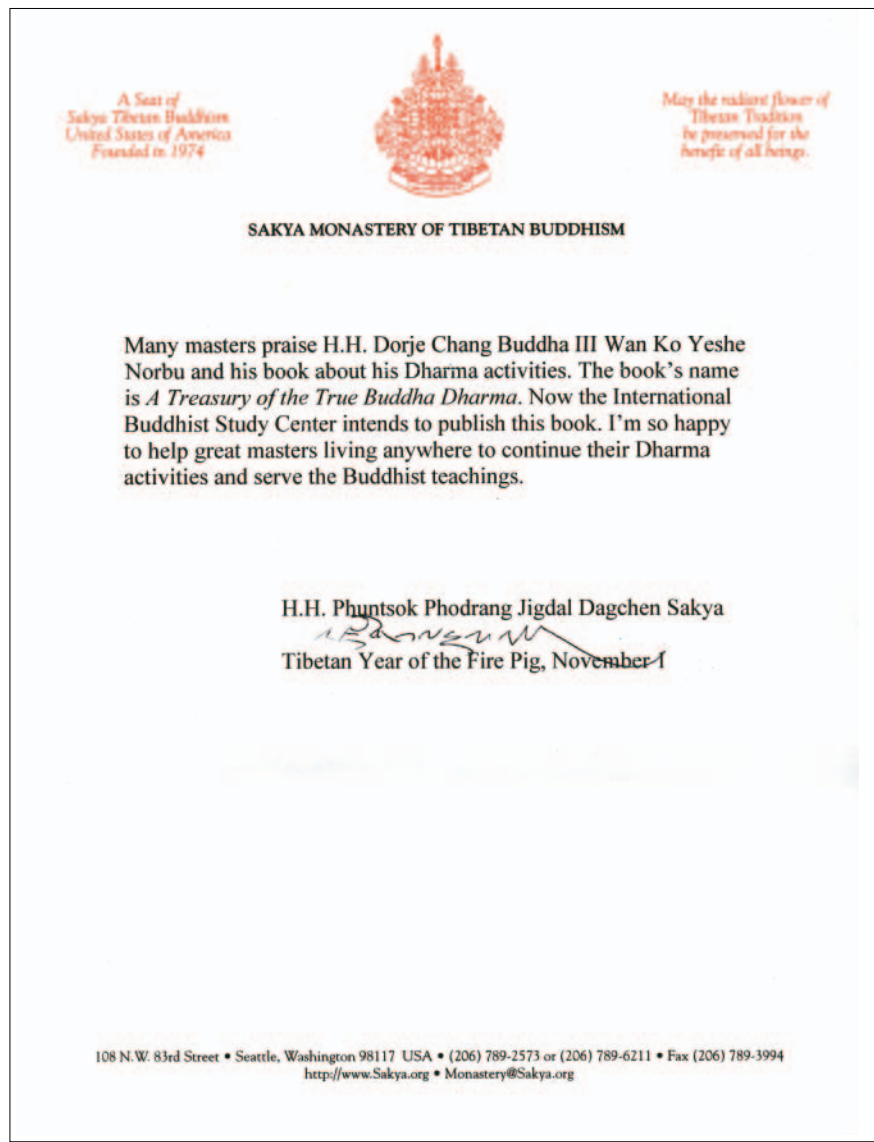 A Seat of
Sakya Tibetan Buddhism
United States of America
Founded in 1974
May the radiant flower of
Tibetan Tradition
be preserved for the
benefit of all beings.
SAKYA MONASTERY OF TIBETAN BUDDHISM
Many masters praise H.H. Dorje Chang Buddha III Wan Ko Yeshe
Norbu and his book about his Dharma activities. The book's name
is A Treasury of the True Buddha Dharma. Now the International
Buddhist Study Center intends to publish this book. I'm so happy
to help great masters living anywhere to continue their Dharma
activities and serve the Buddhist teachings.
H.H. Phuntsok Phodrang Jigdal Dagchen Sakya
Tibetan Year of the Fire Pig, November 1
108 N.W. 83rd Street • Seattle, Washington 98117 USA • (206) 789-2573 or (206) 789-6211 • Fax (206) 789-3994
http://www.Sakya.org • Monastery@Sakya.org